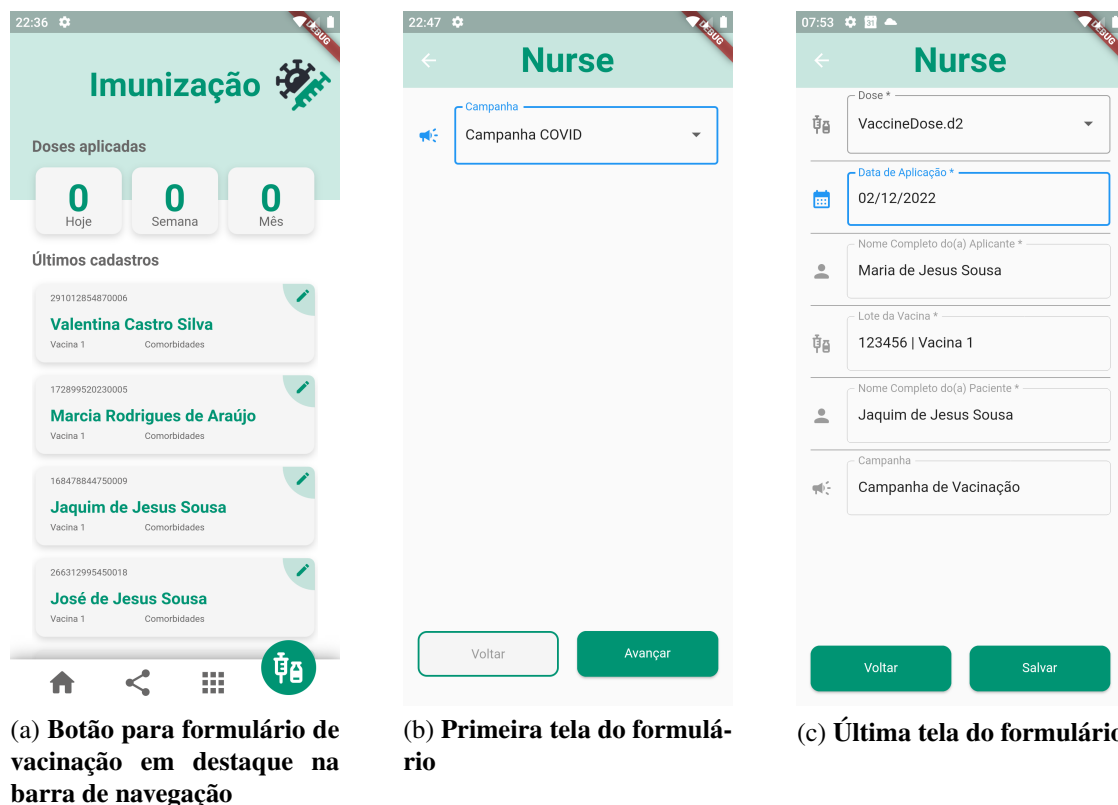 22:36
DEBUG
Imunização
Doses aplicadas
0
Hoje
0
Semana
0
Mês
Últimos cadastros
291012854870006
Valentina Castro Silva
Vacina 1 Comorbidades
172899520230005
Marcia Rodrigues de Araújo
Vacina 1 Comorbidades
168478844750009
Jaquim de Jesus Sousa
Vacina 1 Comorbidades
266312995450018
José de Jesus Sousa
Vacina 1 Comorbidades
(a) Botão para formulário de
vacinação em destaque na
barra de navegação
22:47
DEBUG
Nurse
Campanha
Campanha COVID
Voltar
Avançar
(b) Primeira tela do formulá-
rio
07:53
31
DEBUG
Nurse
Dose *
VaccineDose.d2
Data de Aplicação *
02/12/2022
Nome Completo do(a) Aplicante *
Maria de Jesus Sousa
Lote da Vacina *
123456 | Vacina 1
Nome Completo do(a) Paciente *
Jaquim de Jesus Sousa
Campanha
Campanha de Vacinação
Voltar
Salvar
(c) Última tela do formulário